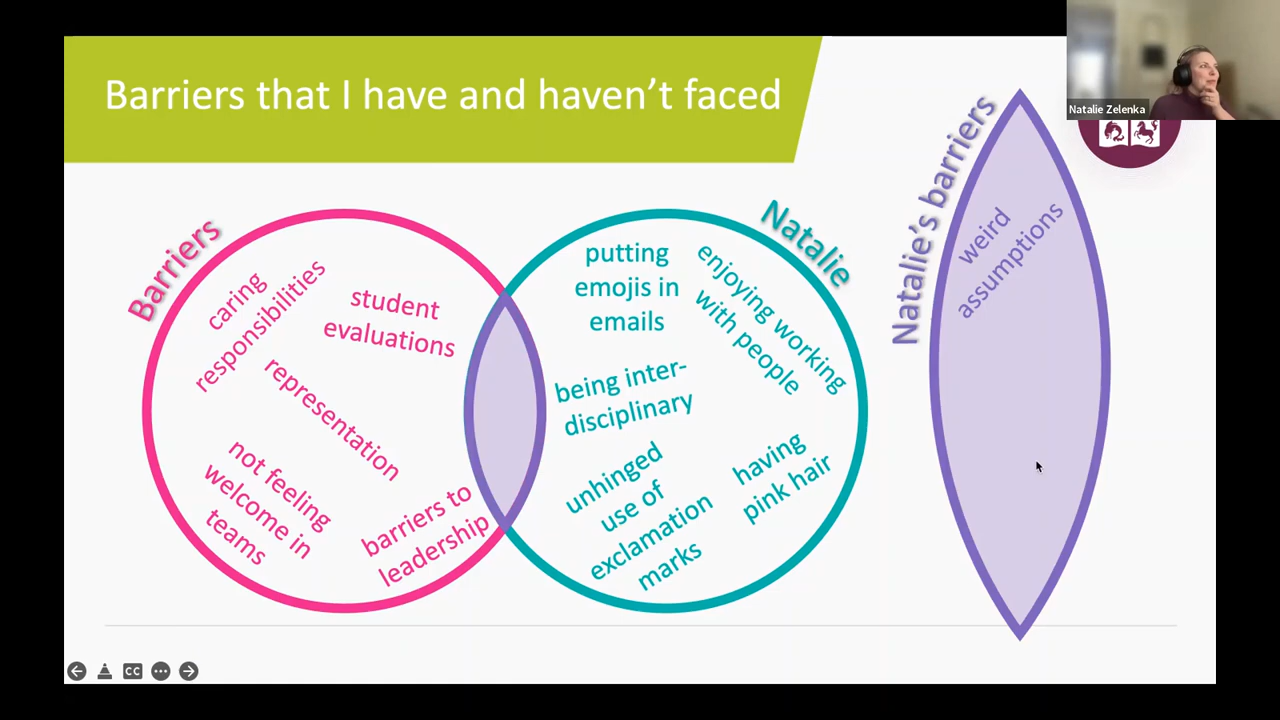 Barriers that I have and haven't faced
Natalie Zelenka
Barriers
caring
responsibilities
student
evaluations
representation
not feeling
welcome in
teams
barriers to
leadership
Natalie
putting
emojis in
emails
enjoying working
with people
being inter-
disciplinary
unhinged
use of
exclamation
marks
having
pink hair
Natalie's barriers
weird
assumptions
CC